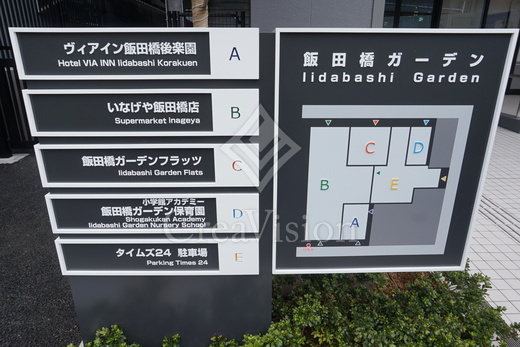 ヴィアイン飯田橋後楽園
Hotel VIA INN Iidabashi Korakuen
A
いなげや飯田橋店
Supermarket inageya
B
飯田橋ガーデンフラッツ
Iidabashi Garden Flats
C
小学館アカデミー
飯田橋ガーデン保育園
Shogakukan Academy
Iidabashi Garden Nursery School
D
タイムズ24 駐車場
Parking Times 24
E
飯田橋ガーデン
Iidabashi Garden
C
D
B
E
A
CreaVision